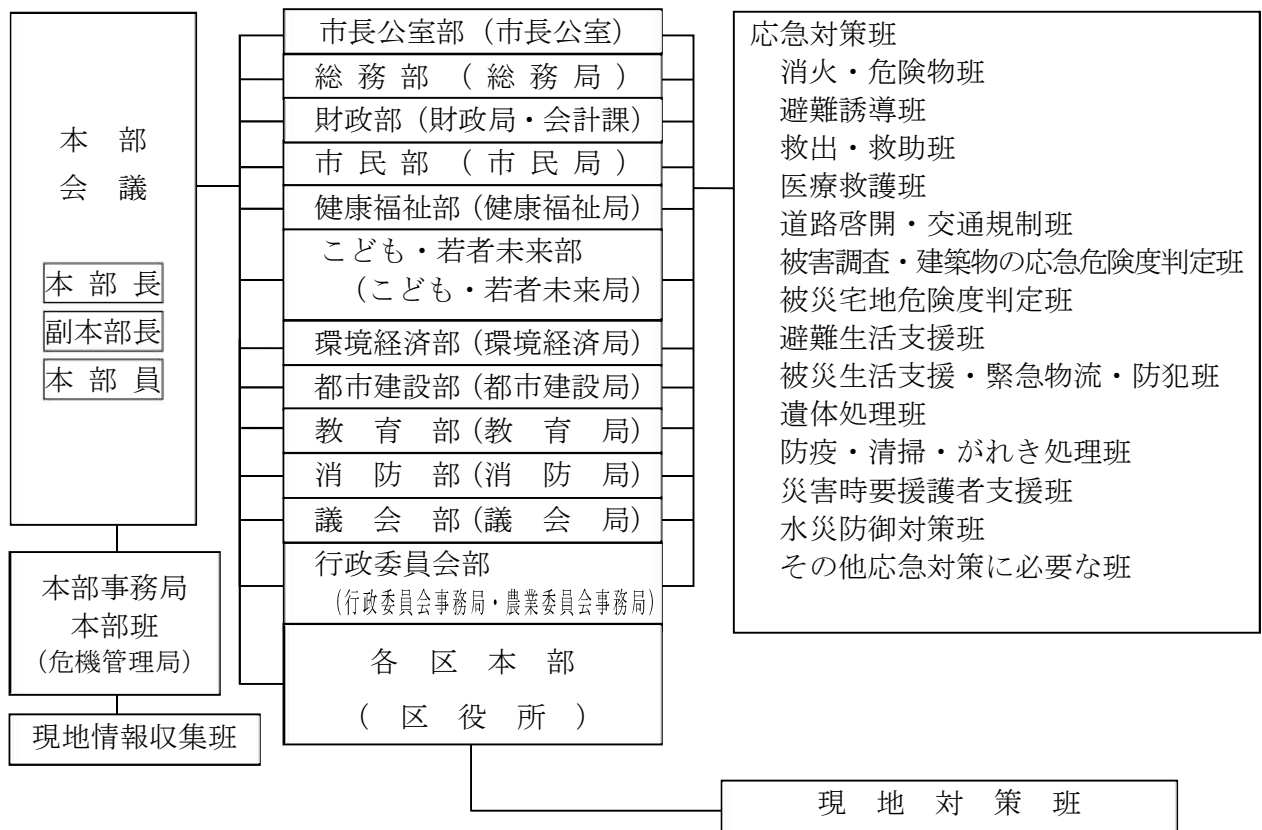 本部
会議
本部長
副本部長
本部員
本部事務局
本部班
（危機管理局）
現地情報収集班
市長公室部（市長公室）
総務部（総務局）
財政部（財政局・会計課）
市民部（市民局）
健康福祉部（健康福祉局）
こども・若者未来部
（こども・若者未来局）
環境経済部（環境経済局）
都市建設部（都市建設局）
教育部（教育局）
消防部（消防局）
議会部（議会局）
行政委員会部
（行政委員会事務局・農業委員会事務局）
各区本部
（区役所）
応急対策班
消火・危険物班
避難誘導班
救出・救助班
医療救護班
道路啓開・交通規制班
被害調査・建築物の応急危険度判定班
被災宅地危険度判定班
避難生活支援班
被災生活支援・緊急物流・防犯班
遺体処理班
防疫・清掃・がれき処理班
災害時要援護者支援班
水災防御対策班
その他応急対策に必要な班
現地対策班